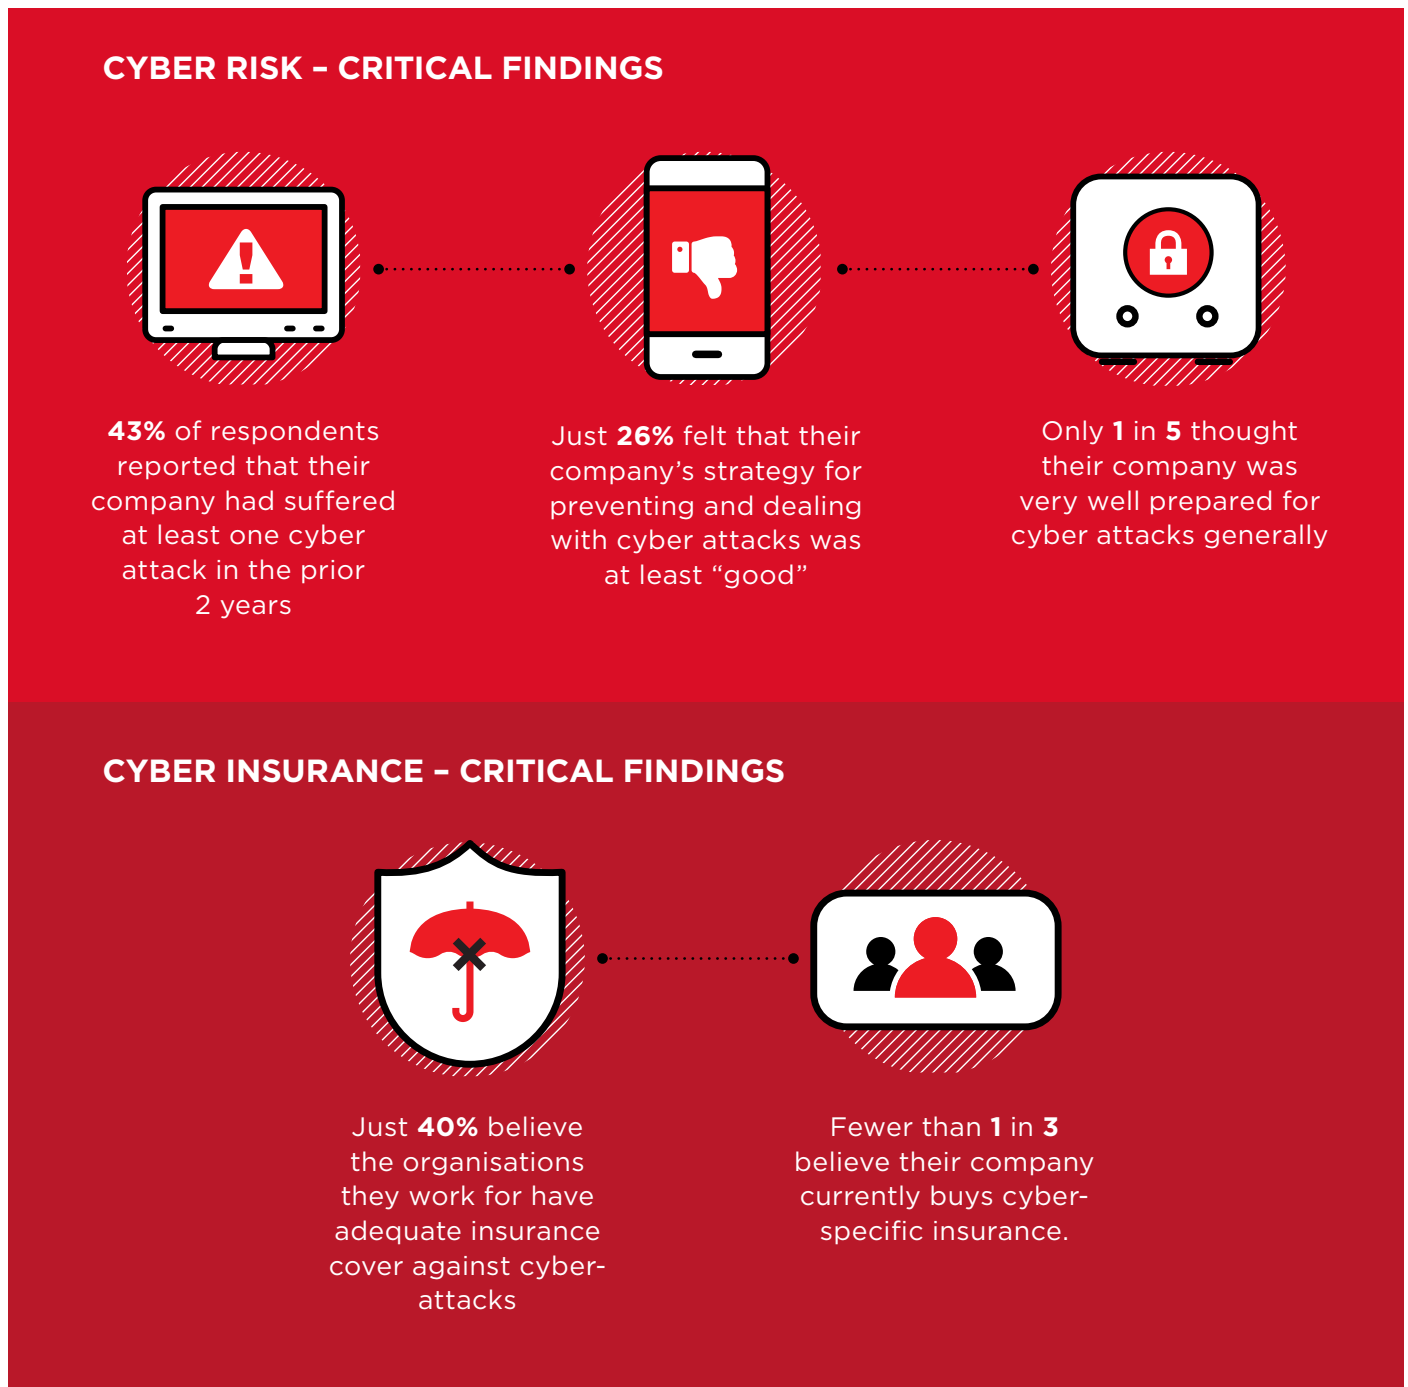 CYBER RISK – CRITICAL FINDINGS
43% of respondents
reported that their
company had suffered
at least one cyber
attack in the prior
2 years
Just 26% felt that their
company’s strategy for
preventing and dealing
with cyber attacks was
at least “good”
Only 1 in 5 thought
their company was
very well prepared for
cyber attacks generally
CYBER INSURANCE – CRITICAL FINDINGS
Just 40% believe
the organisations
they work for have
adequate insurance
cover against cyber-
attacks
Fewer than 1 in 3
believe their company
currently buys cyber-
specific insurance.